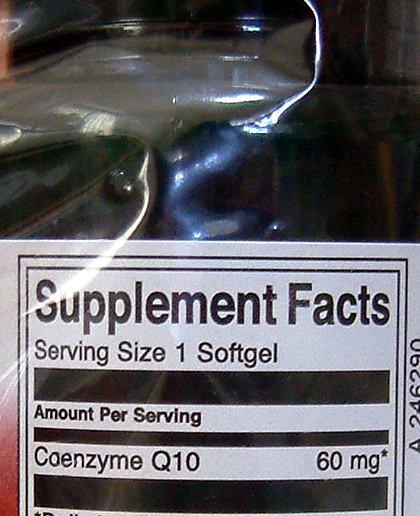 Supplement Facts
Serving Size 1 Softgel
Amount Per Serving
Coenzyme Q10 60 mg*
A 246290